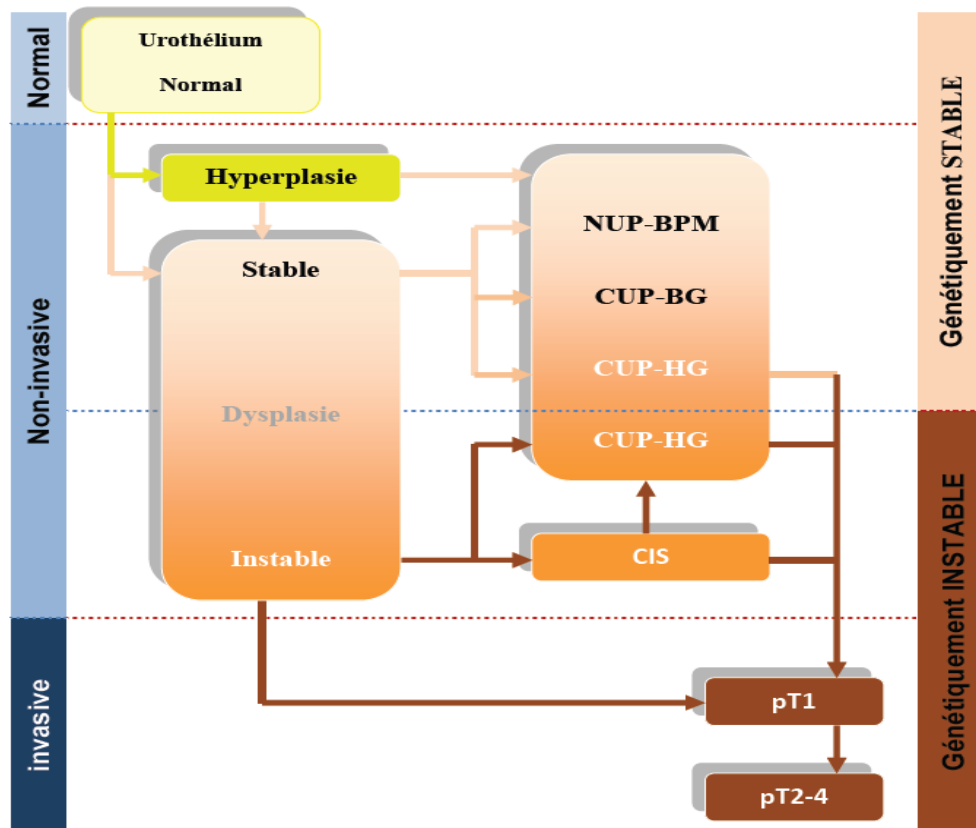 Normal
Non-invasive
invasive
Urothélium
Normal
Hyperplasie
Stable
Dysplasie
Instable
NUP-BPM
CUP-BG
CUP-HG
CUP-HG
CIS
pT1
pT2-4
Génétiquement STABLE
Génétiquement INSTABLE